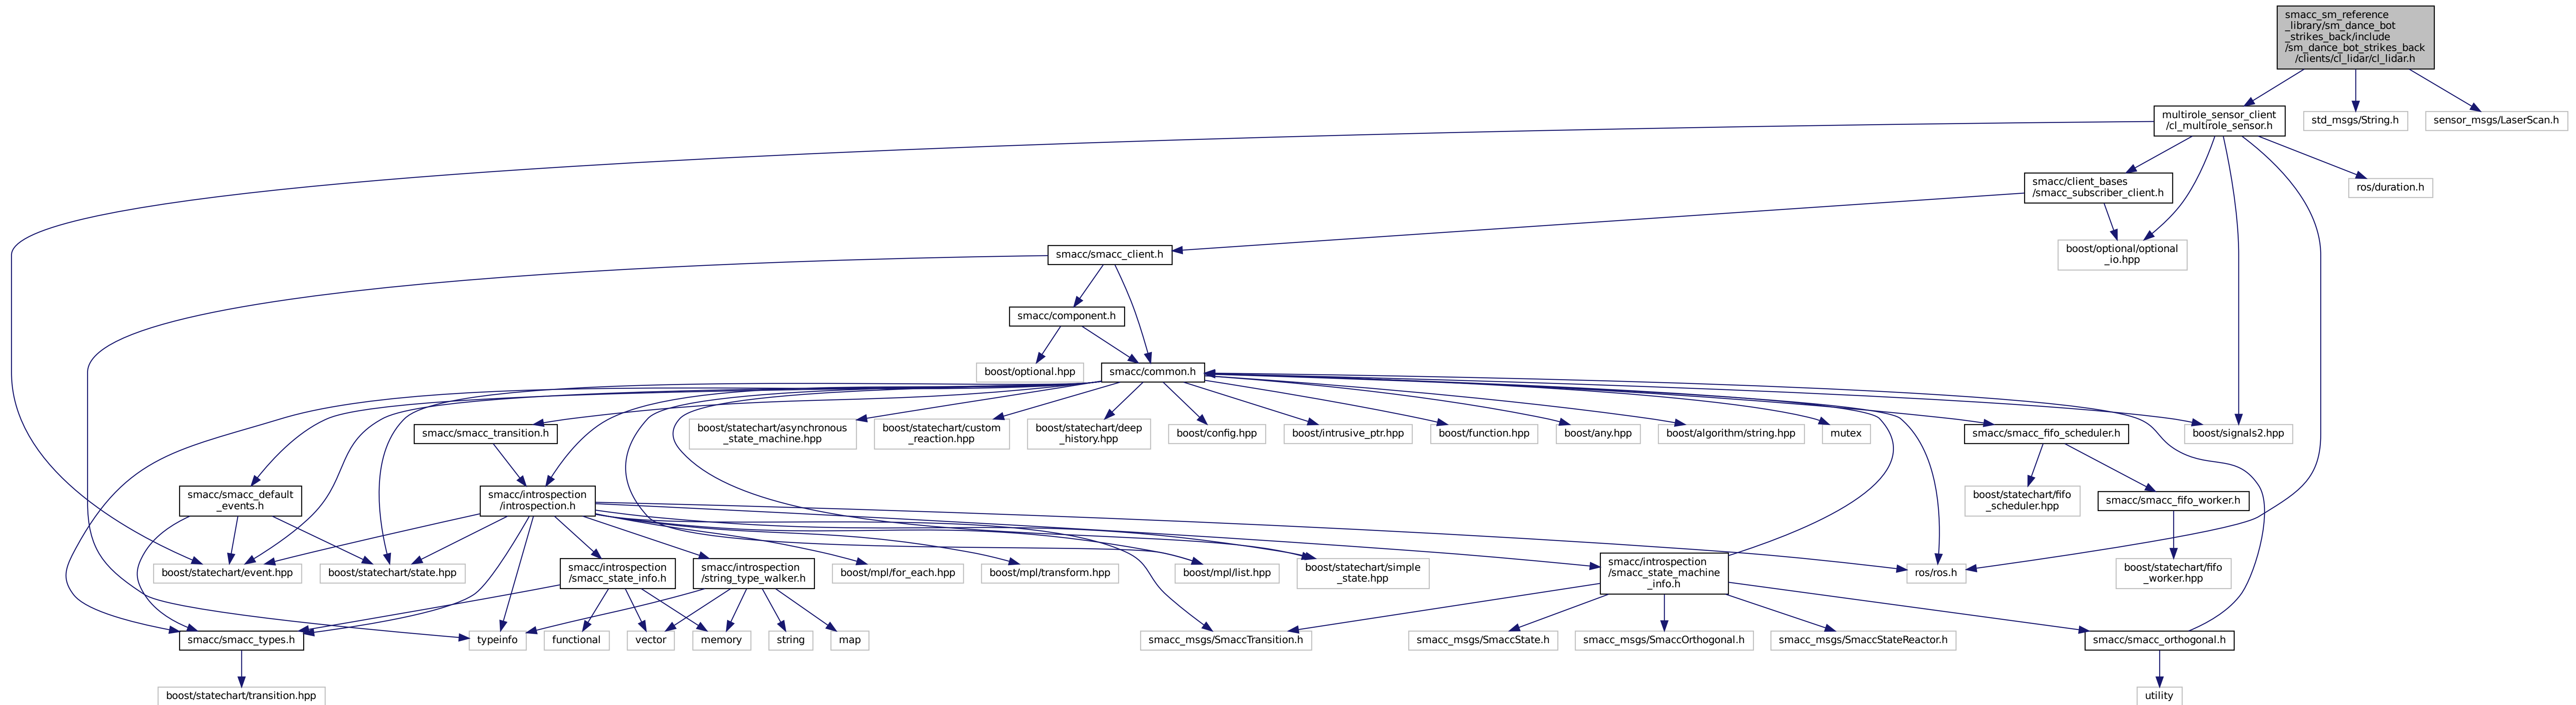 smacc_sm_reference
_library/sm_dance_bot
_strikes_back/include
/sm_dance_bot_strikes_back
/clients/cl_lidar/cl_lidar.h
multirole_sensor_client
/cl_multirole_sensor.h
std_msgs/String.h
sensor_msgs/LaserScan.h
smacc/client_bases
/smacc_subscriber_client.h
ros/duration.h
smacc/smacc_client.h
boost/optional/optional
_io.hpp
smacc/component.h
boost/optional.hpp
smacc/common.h
smacc/smacc_transition.h
boost/statechart/asynchronous
_state_machine.hpp
boost/statechart/custom
_reaction.hpp
boost/statechart/deep
_history.hpp
boost/config.hpp
boost/intrusive_ptr.hpp
boost/function.hpp
boost/any.hpp
boost/algorithm/string.hpp
mutex
smacc/smacc_fifo_scheduler.h
boost/signals2.hpp
smacc/smacc_default
_events.h
smacc/introspection
/introspection.h
boost/statechart/fifo
_scheduler.hpp
smacc/smacc_fifo_worker.h
boost/statechart/event.hpp
boost/statechart/state.hpp
smacc/introspection
/smacc_state_info.h
smacc/introspection
/string_type_walker.h
boost/mpl/for_each.hpp
boost/mpl/transform.hpp
boost/mpl/list.hpp
boost/statechart/simple
_state.hpp
smacc/introspection
/smacc_state_machine
_info.h
ros/ros.h
boost/statechart/fifo
_worker.hpp
smacc/smacc_types.h
typeinfo
functional
vector
memory
string
map
smacc_msgs/SmaccTransition.h
smacc_msgs/SmaccState.h
smacc_msgs/SmaccOrthogonal.h
smacc_msgs/SmaccStateReactor.h
smacc/smacc_orthogonal.h
boost/statechart/transition.hpp
utility